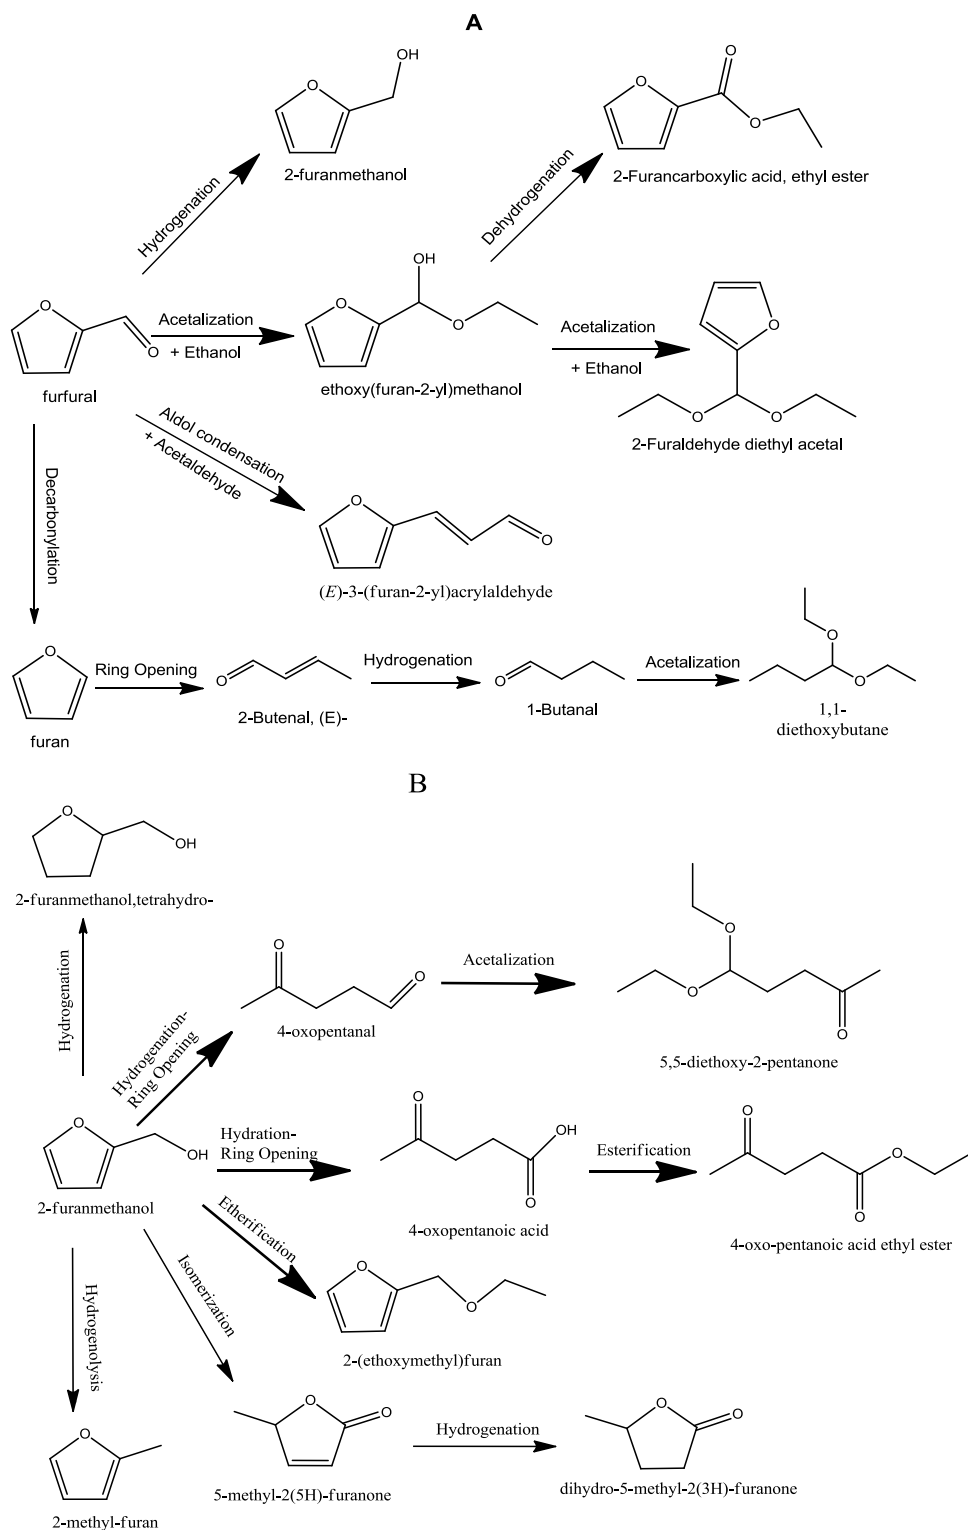 A
OH
O
2-furanmethanol
O
O
O
2-Furancarboxylic acid, ethyl ester
Hydrogenation
Dehydrogenation
O
O
furfural
Acetalization
+ Ethanol
OH
O
O
ethoxy(furan-2-yl)methanol
Acetalization
+ Ethanol
O
O
O
2-Furaldehyde diethyl acetal
Aldol condensation
+ Acetaldehyde
O
O
(E)-3-(furan-2-yl)acrylaldehyde
Decarbonylation
O
furan
Ring Opening
O
2-Butenal, (E)-
Hydrogenation
O
1-Butanal
Acetalization
O
O
1,1-
diethoxybutane
B
O
OH
2-furanmethanol,tetrahydro-
Hydrogenation
Hydrogenation-
Ring Opening
O
O
4-oxopentanal
Acetalization
O
O
O
5,5-diethoxy-2-pentanone
O
OH
2-furanmethanol
Hydration-
Ring Opening
O
OH
O
4-oxopentanoic acid
Esterification
O
O
O
4-oxo-pentanoic acid ethyl ester
Etherification
O
O
2-(ethoxymethyl)furan
Isomerization
O
O
5-methyl-2(5H)-furanone
Hydrogenation
O
O
dihydro-5-methyl-2(3H)-furanone
Hydrogenolysis
O
2-methyl-furan